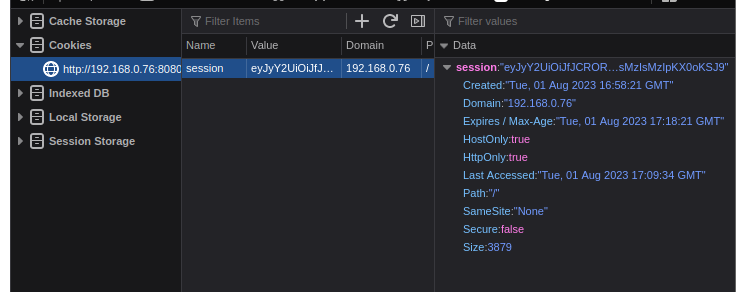 Cache Storage
Cookies
http://192.168.0.76:8080
Indexed DB
Local Storage
Session Storage
Filter Items
Name Value Domain P
session eyJyY2UiOiJfJ... 192.168.0.76 /
Filter values
Data
session:"eyJyY2UiOiJfJCROR...sMzIsMzIpKX0oKSJ9"
Created:"Tue, 01 Aug 2023 16:58:21 GMT"
Domain:"192.168.0.76"
Expires / Max-Age:"Tue, 01 Aug 2023 17:18:21 GMT"
HostOnly:true
HttpOnly:true
Last Accessed:"Tue, 01 Aug 2023 17:09:34 GMT"
Path:"/"
SameSite:"None"
Secure:false
Size:3879